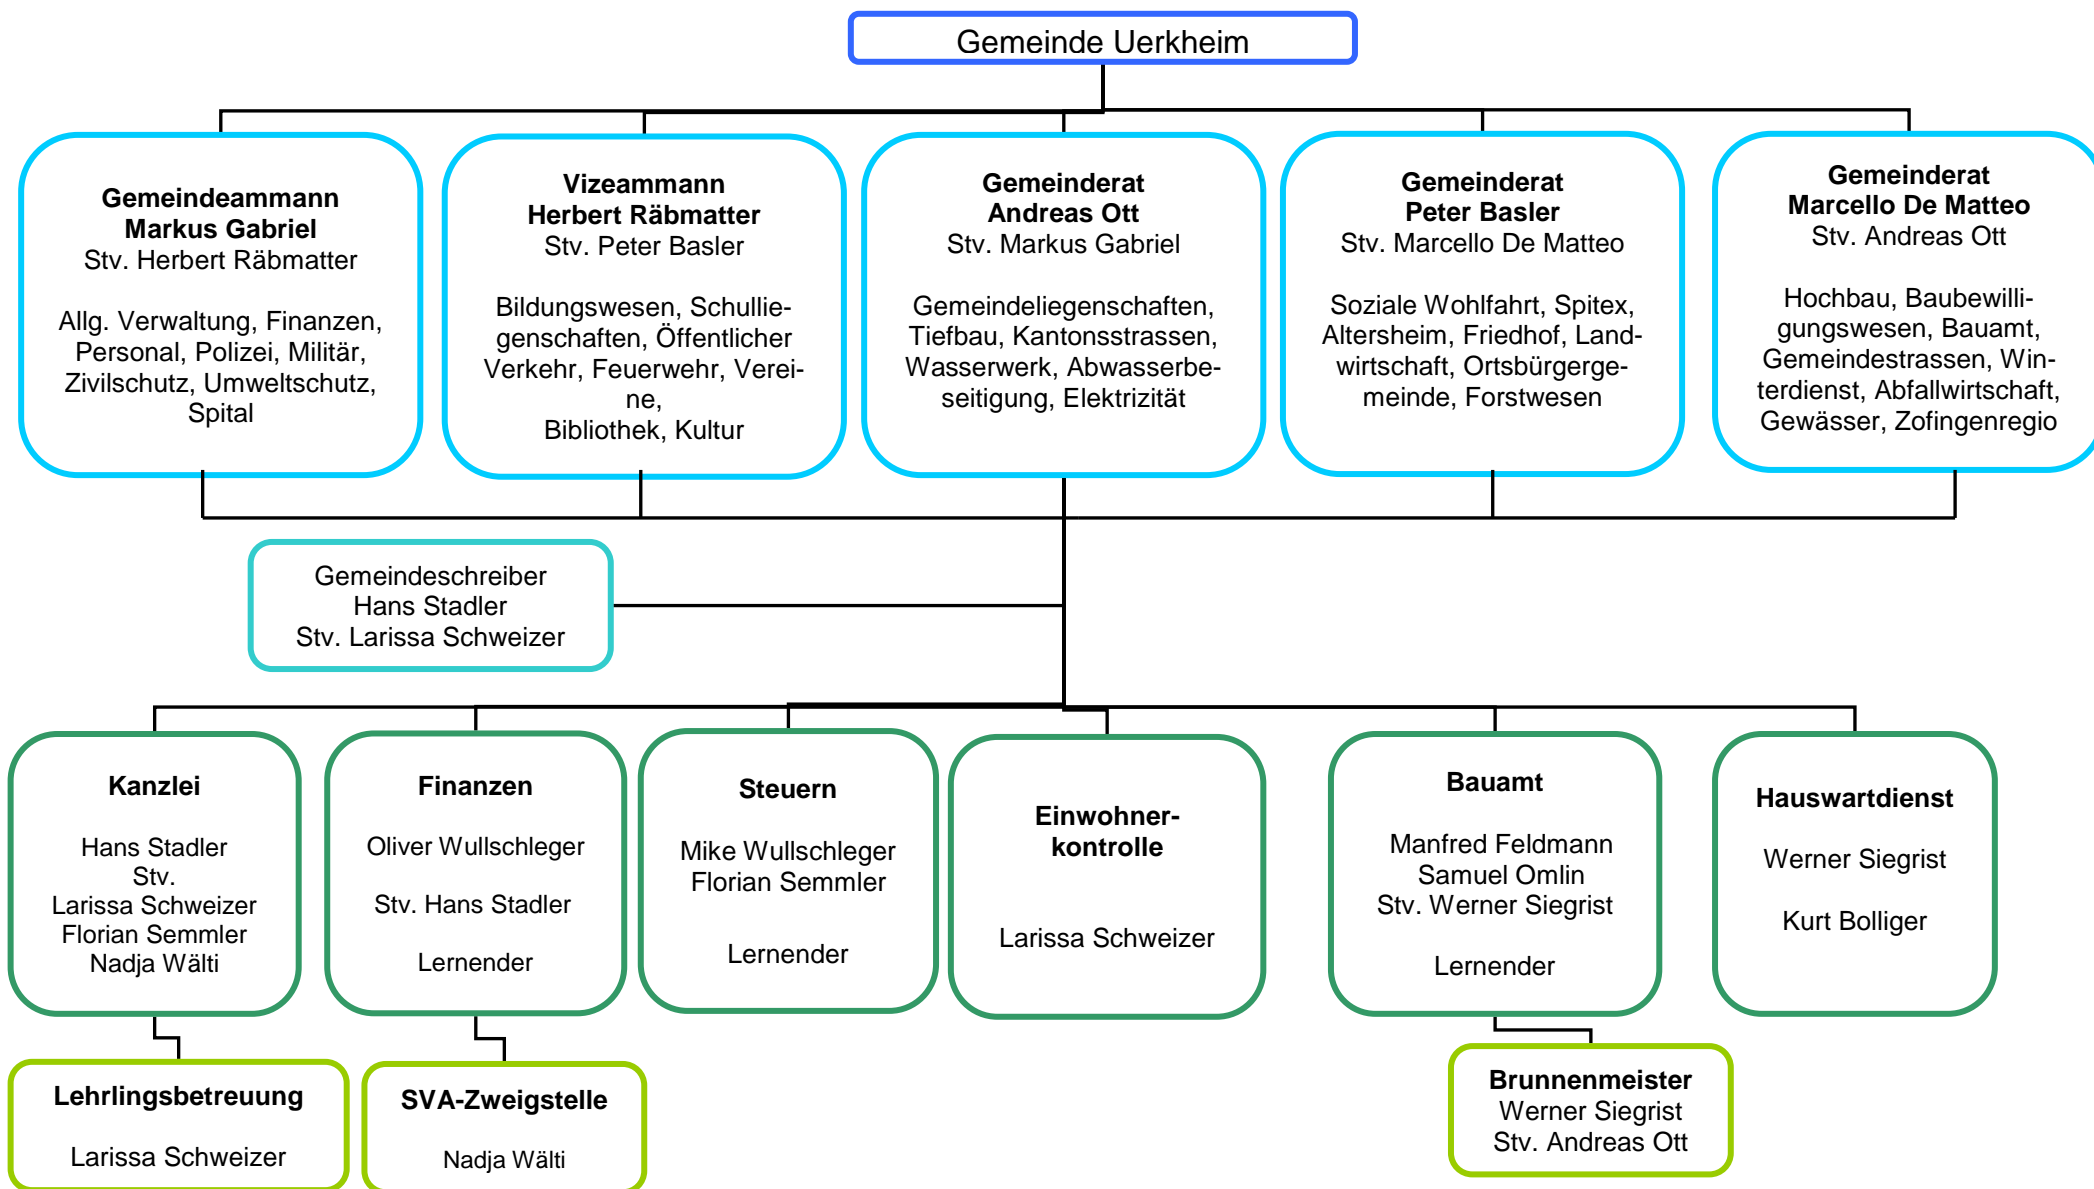 Gemeinde Uerkheim
Gemeindeammann
Markus Gabriel
Stv. Herbert Räbmatter
Allg. Verwaltung, Finanzen,
Personal, Polizei, Militär,
Zivilschutz, Umweltschutz,
Spital
Vizeammann
Herbert Räbmatter
Stv. Peter Basler
Bildungswesen, Schullie-
genschaften, Öffentlicher
Verkehr, Feuerwehr, Verei-
ne,
Bibliothek, Kultur
Gemeinderat
Andreas Ott
Stv. Markus Gabriel
Gemeindeliegenschaften,
Tiefbau, Kantonsstrassen,
Wasserwerk, Abwasserbe-
seitigung, Elektrizität
Gemeinderat
Peter Basler
Stv. Marcello De Matteo
Soziale Wohlfahrt, Spitex,
Altersheim, Friedhof, Land-
wirtschaft, Ortsbürgerge-
meinde, Forstwesen
Gemeinderat
Marcello De Matteo
Stv. Andreas Ott
Hochbau, Baubewilli-
gungswesen, Bauamt,
Gemeindestrassen, Win-
terdienst, Abfallwirtschaft,
Gewässer, Zofingenregio
Gemeindeschreiber
Hans Stadler
Stv. Larissa Schweizer
Kanzlei
Hans Stadler
Stv.
Larissa Schweizer
Florian Semmler
Nadja Wälti
Finanzen
Oliver Wullschleger
Stv. Hans Stadler
Lernender
Steuern
Mike Wullschleger
Florian Semmler
Lernender
Einwohner-
kontrolle
Larissa Schweizer
Bauamt
Manfred Feldmann
Samuel Omlin
Stv. Werner Siegrist
Lernender
Hauswartdienst
Werner Siegrist
Kurt Bolliger
Lehrlingsbetreuung
Larissa Schweizer
SVA-Zweigstelle
Nadja Wälti
Brunnenmeister
Werner Siegrist
Stv. Andreas Ott